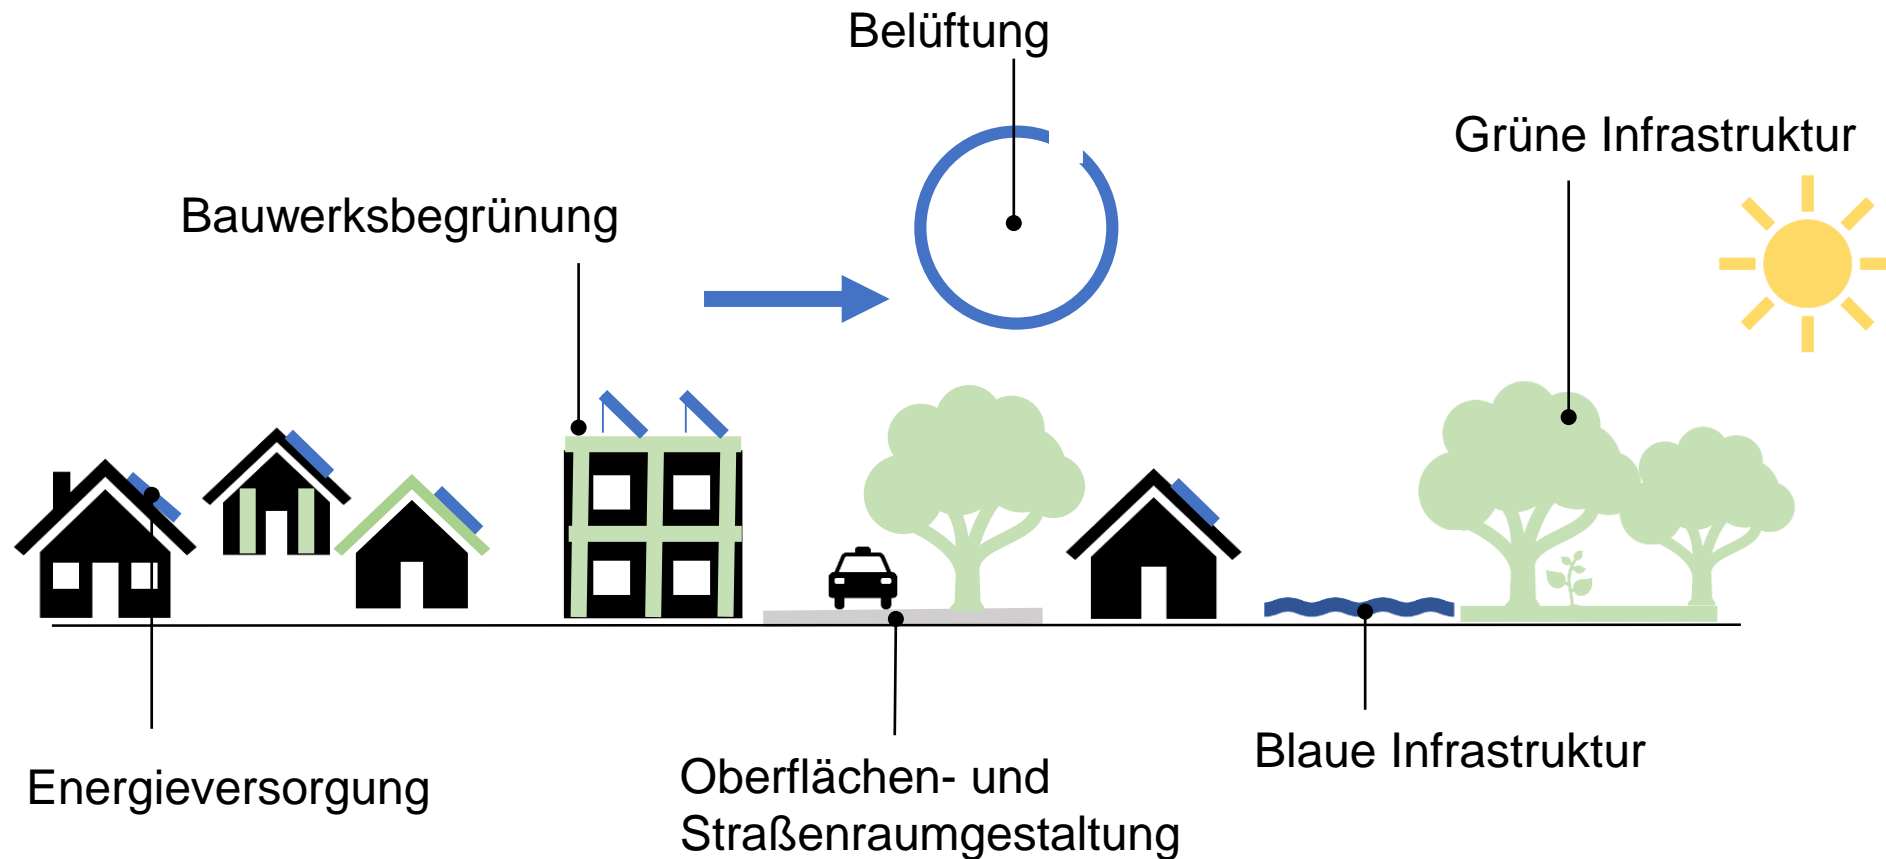 Belüftung
Grüne Infrastruktur
Bauwerksbegrünung
Energieversorgung
Oberflächen- und
Straßenraumgestaltung
Blaue Infrastruktur